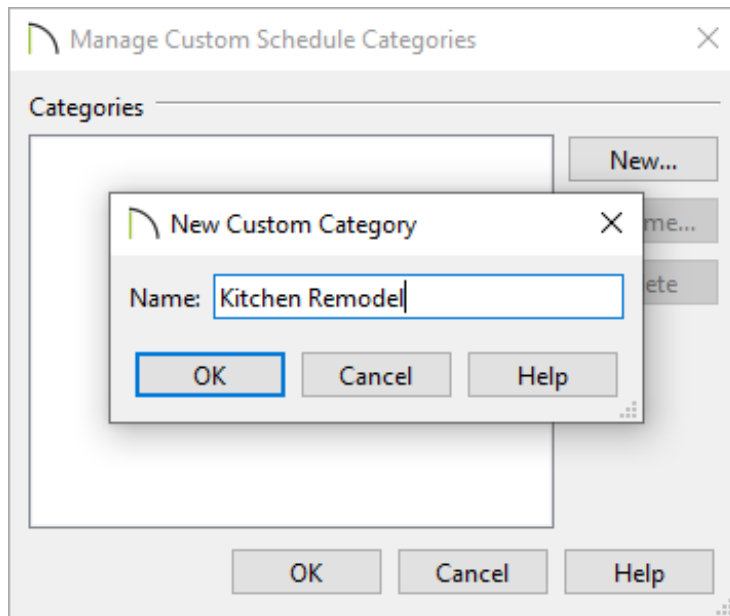 Manage Custom Schedule Categories
Categories
New...
New Custom Category
Name: Kitchen Remodel
OK Cancel Help
OK Cancel Help